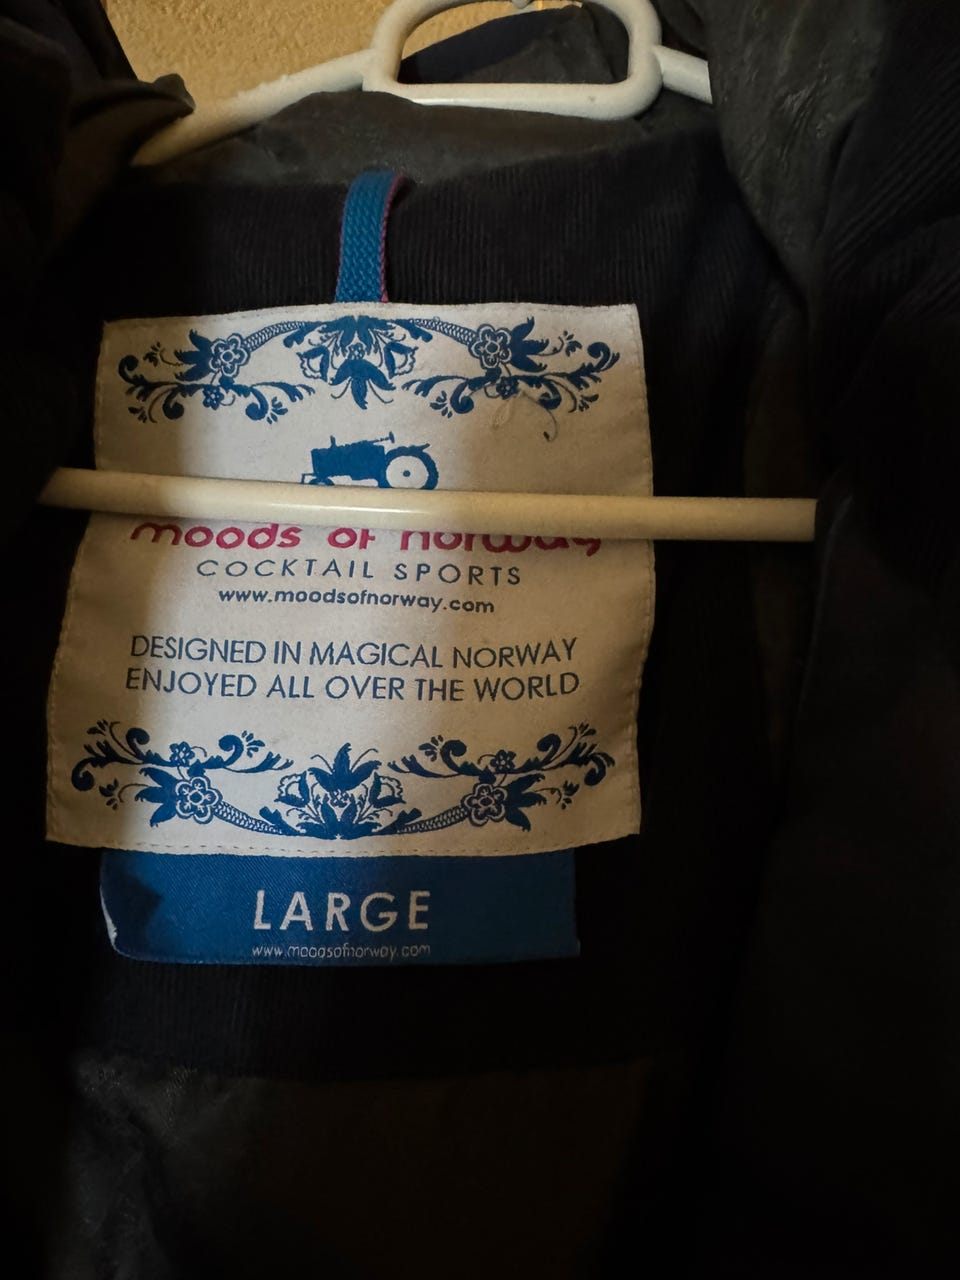 moods of norway
COCKTAIL SPORTS
www.moodsofnorway.com
DESIGNED IN MAGICAL NORWAY
ENJOYED ALL OVER THE WORLD
LARGE
www.moodsofnorway.com